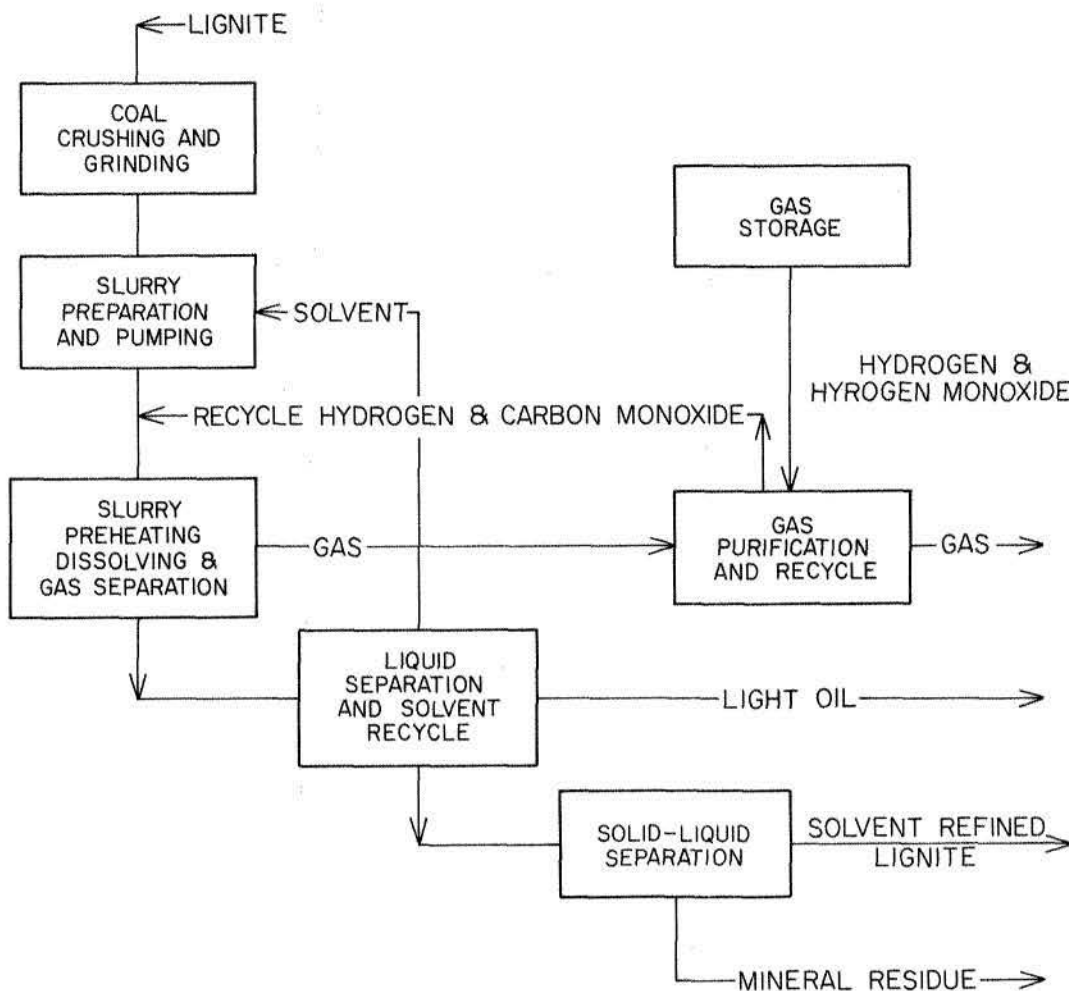 LIGNITE
COAL
CRUSHING AND
GRINDING
GAS
STORAGE
SLURRY
PREPARATION
AND PUMPING
SOLVENT
HYDROGEN &
HYROGEN MONOXIDE
RECYCLE HYDROGEN & CARBON MONOXIDE
SLURRY
PREHEATING
DISSOLVING &
GAS SEPARATION
GAS
GAS
PURIFICATION
AND RECYCLE
GAS
LIQUID
SEPARATION
AND SOLVENT
RECYCLE
LIGHT OIL
SOLID-LIQUID
SEPARATION
SOLVENT REFINED
LIGNITE
MINERAL RESIDUE